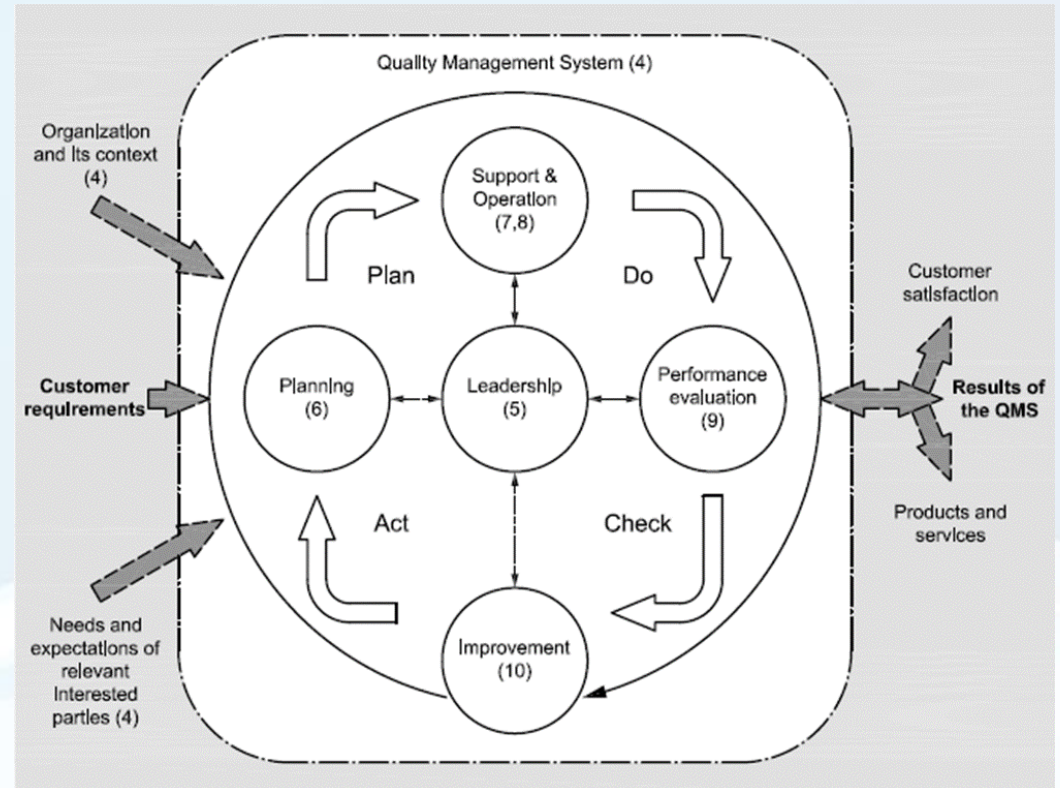 Quality Management System (4)
Organization
and its context
(4)
Support &
Operation
(7,8)
Plan
Do
Customer
satisfaction
Customer
requirements
Planning
(6)
Leadership
(5)
Performance
evaluation
(9)
Results of
the QMS
Act
Check
Products and
services
Needs and
expectations of
relevant
interested
parties (4)
Improvement
(10)